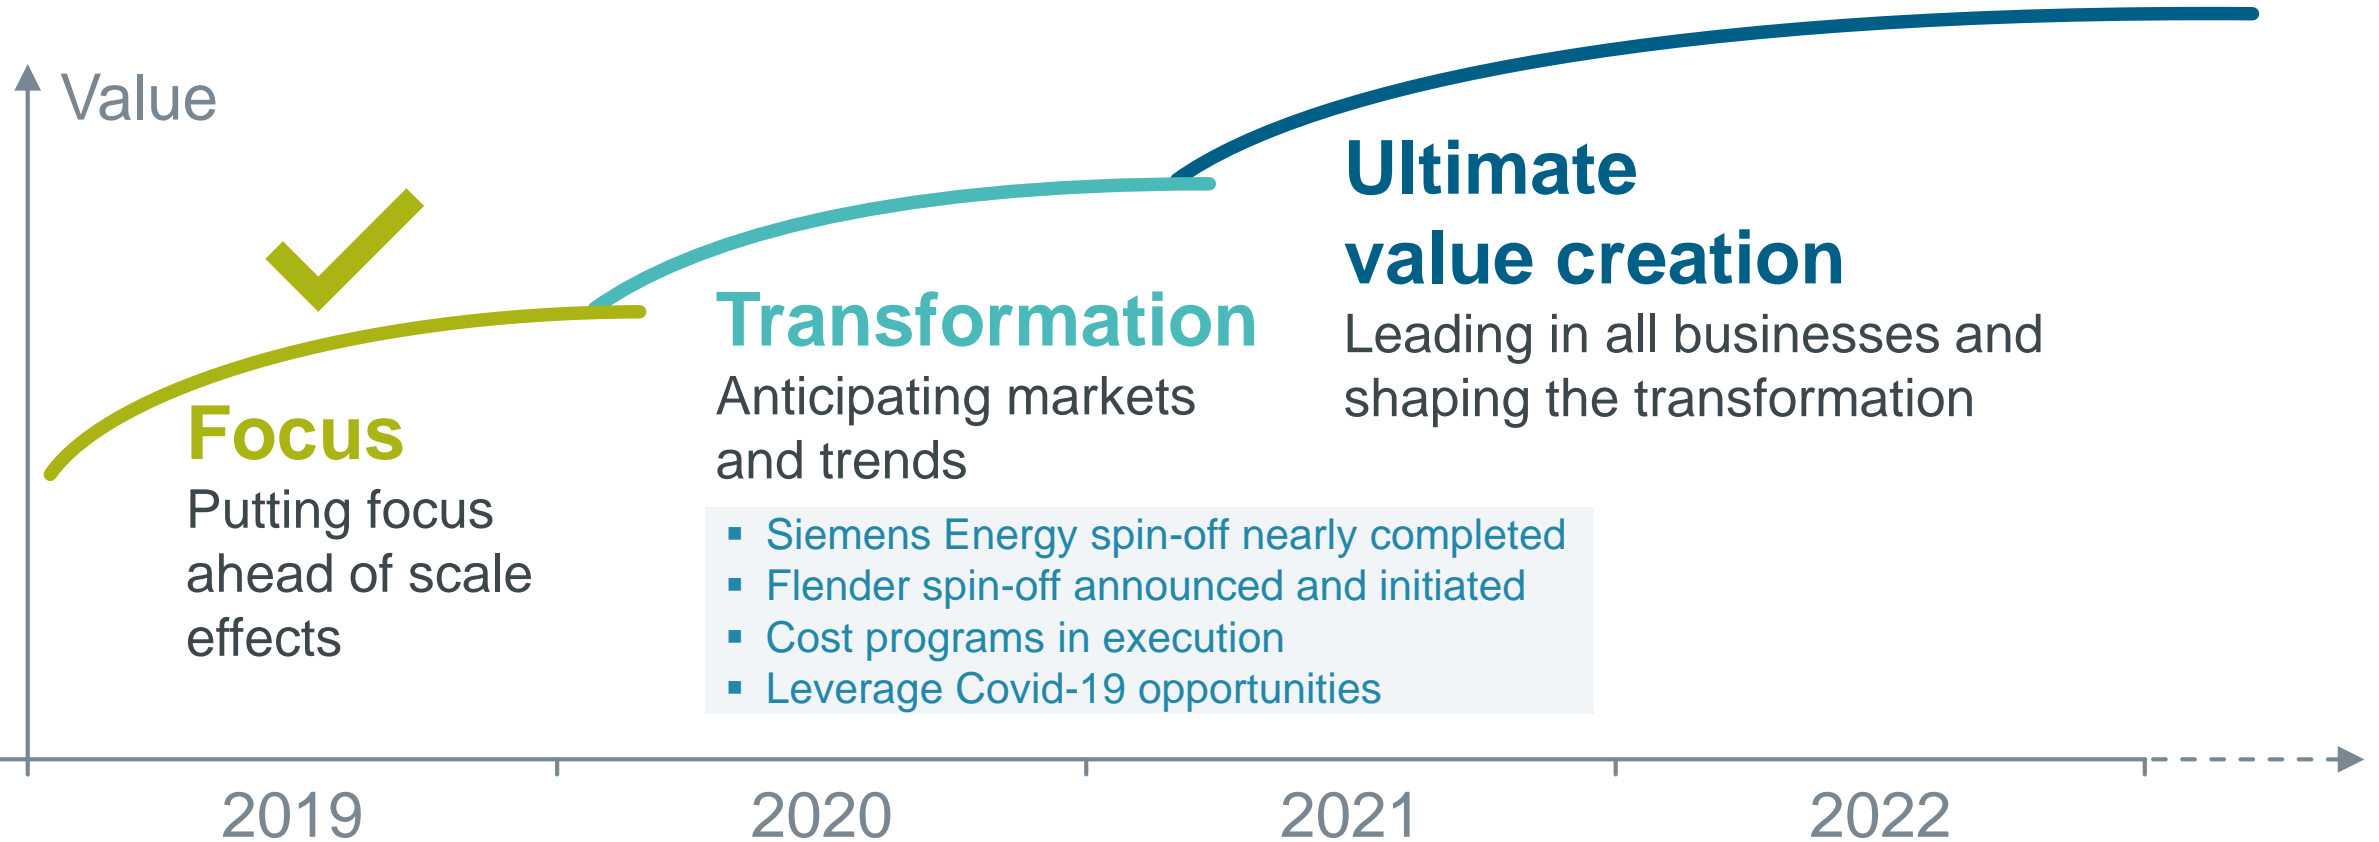 Value
Focus
Putting focus
ahead of scale
effects
Transformation
Anticipating markets
and trends
▪ Siemens Energy spin-off nearly completed
▪ Flender spin-off announced and initiated
▪ Cost programs in execution
▪ Leverage Covid-19 opportunities
Ultimate
value creation
Leading in all businesses and
shaping the transformation
2019
2020
2021
2022